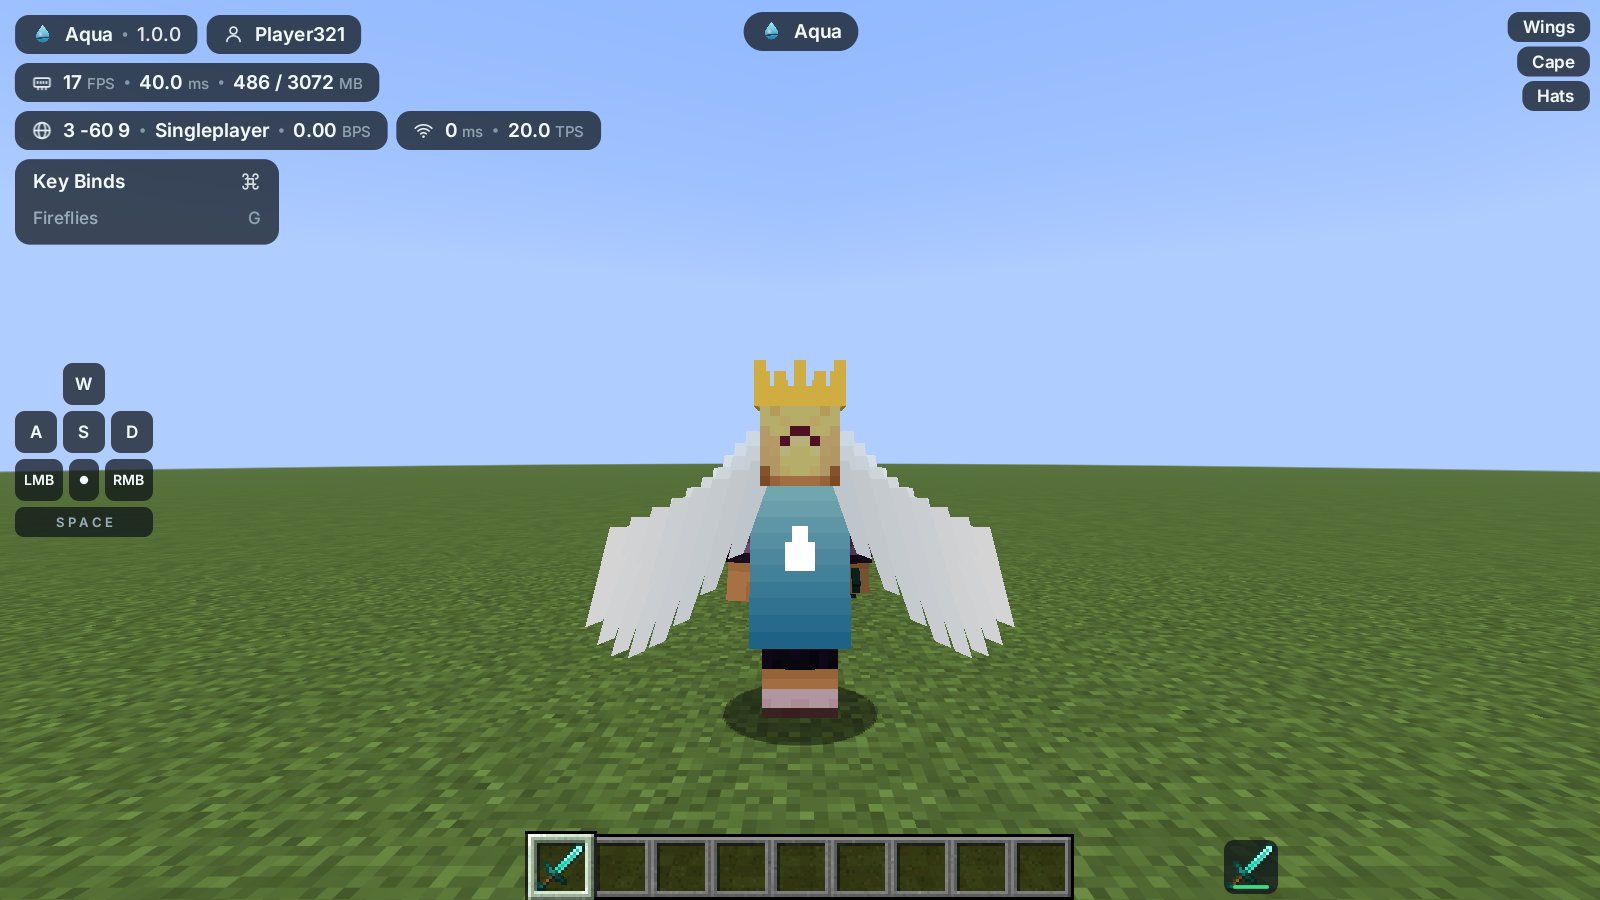 Aqua • 1.0.0 Player321
17 FPS • 40.0 ms • 486 / 3072 MB
3 -60 9 • Singleplayer • 0.00 BPS 0 ms • 20.0 TPS
Key Binds
Fireflies G
Aqua
Wings
Cape
Hats
W
A S D
LMB RMB
SPACE